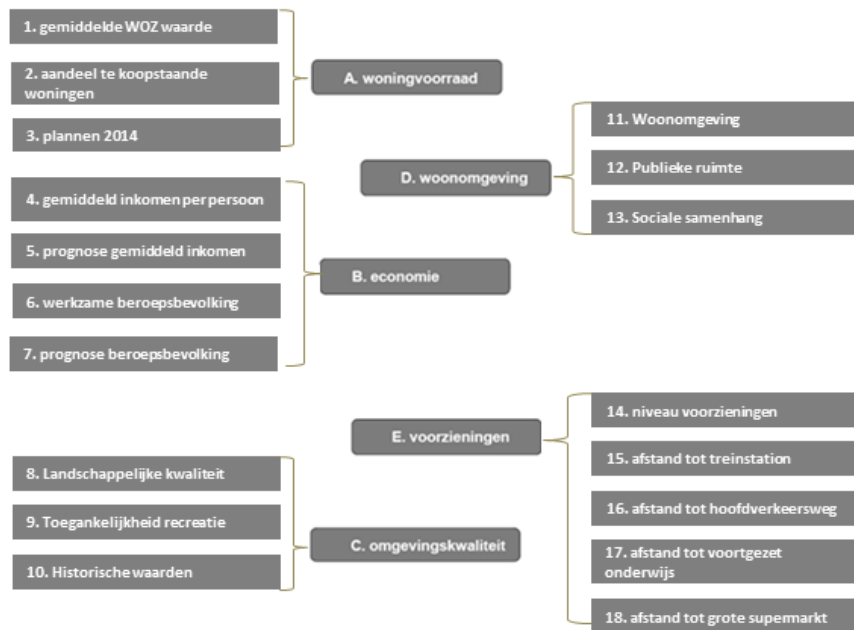 1. gemiddelde WOZ waarde
2. aandeel te koopstaande
woningen
3. plannen 2014
A. woningvoorraad
4. gemiddeld inkomen per persoon
5. prognose gemiddeld inkomen
6. werkzame beroepsbevolking
7. prognose beroepsbevolking
B. economie
8. Landschappelijke kwaliteit
9. Toegankelijkheid recreatie
10. Historische waarden
C. omgevingskwaliteit
D. woonomgeving
11. Woonomgeving
12. Publieke ruimte
13. Sociale samenhang
E. voorzieningen
14. niveau voorzieningen
15. afstand tot treinstation
16. afstand tot hoofdverkeersweg
17. afstand tot voortgezet
onderwijs
18. afstand tot grote supermarkt